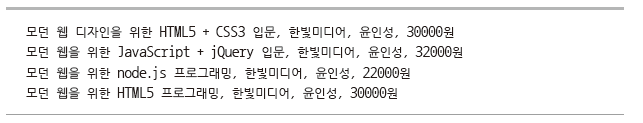 모던 웹 디자인을 위한 HTML5 + CSS3 입문, 한빛미디어, 윤인성, 30000원
모던 웹을 위한 JavaScript + jQuery 입문, 한빛미디어, 윤인성, 32000원
모던 웹을 위한 node.js 프로그래밍, 한빛미디어, 윤인성, 22000원
모던 웹을 위한 HTML5 프로그래밍, 한빛미디어, 윤인성, 30000원